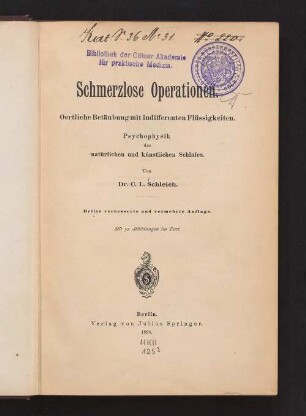 Bibliothek der Cölner Akademie
für praktische Medizin.
Schmerzlose Operationen.
Oertliche Betäubung mit indifferenten Flüssigkeiten.
Psychophysik
des
natürlichen und künstlichen Schlafes.
Von
Dr. C. L. Schleich.
Dritte verbesserte und vermehrte Auflage.
Mit Abbildungen im Text
Berlin.
Verlag von Julius Springer.
1898.